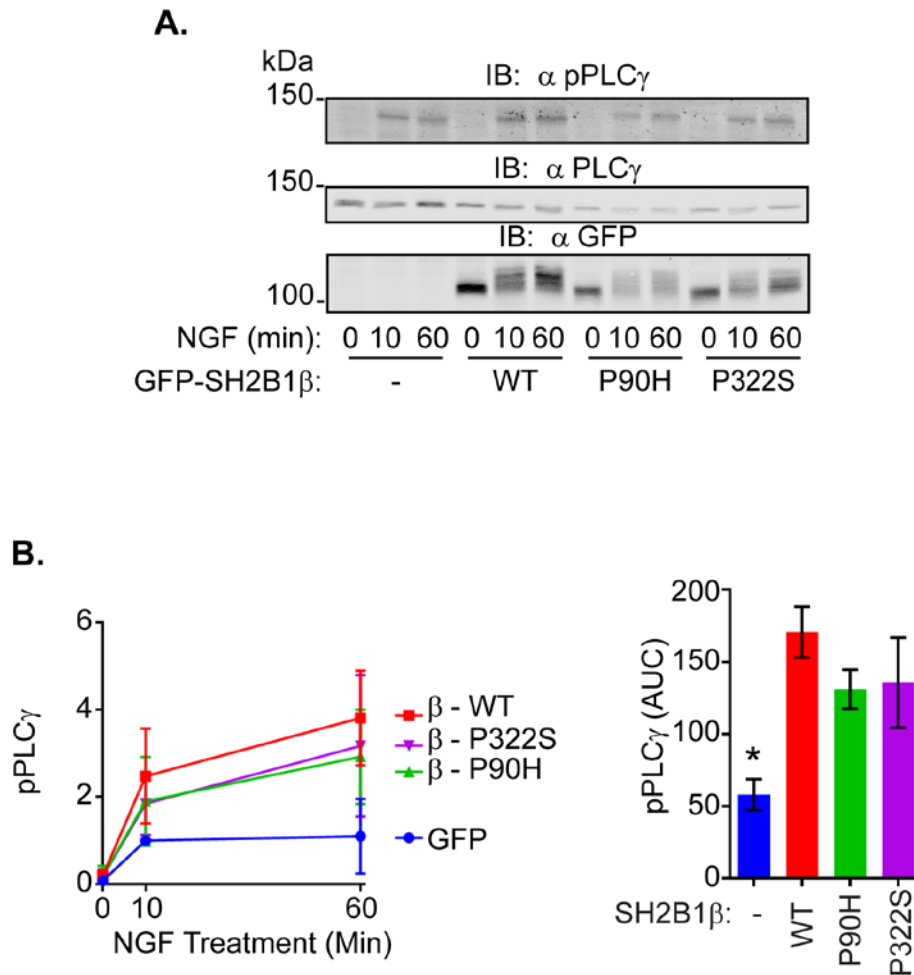 A.
kDa
IB: α pPLCγ
150
IB: α PLCγ
150
IB: α GFP
100
NGF (min): 0 10 60 0 10 60 0 10 60 0 10 60
GFP-SH2B1β: - WT P90H P322S
B.
6
4
2
0
pPLCγ
0 10 60
NGF Treatment (Min)
β - WT
β - P322S
β - P90H
GFP
200
150
100
50
0
pPLCγ (AUC)
*
SH2B1β: - WT P90H P322S